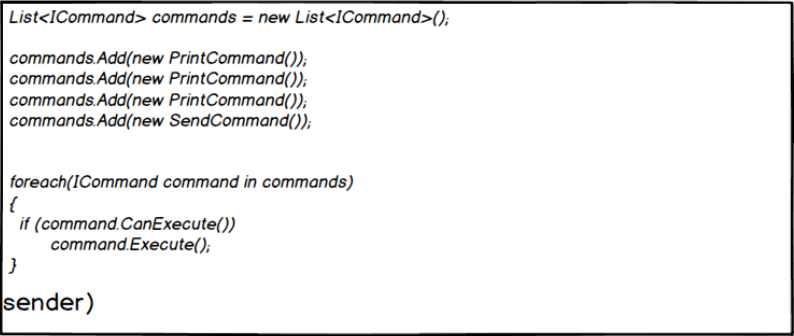 List<ICommand> commands = new List<ICommand>();
commands.Add(new PrintCommand());
commands.Add(new PrintCommand());
commands.Add(new PrintCommand());
commands.Add(new SendCommand());
foreach(ICommand command in commands)
{
if (command.CanExecute())
command.Execute();
}
sender)